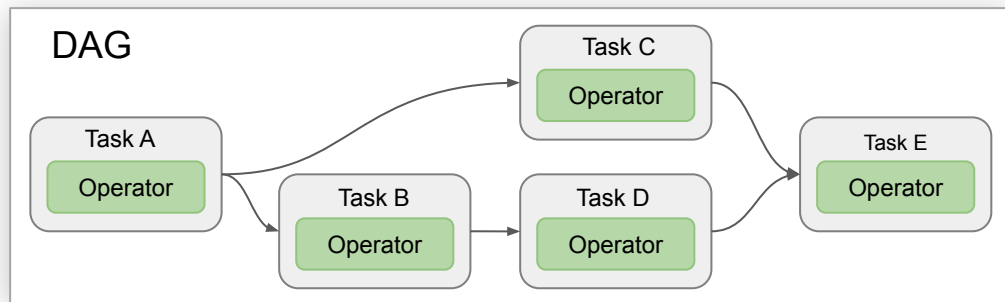 DAG
Task A
Operator
Task B
Operator
Task C
Operator
Task D
Operator
Task E
Operator